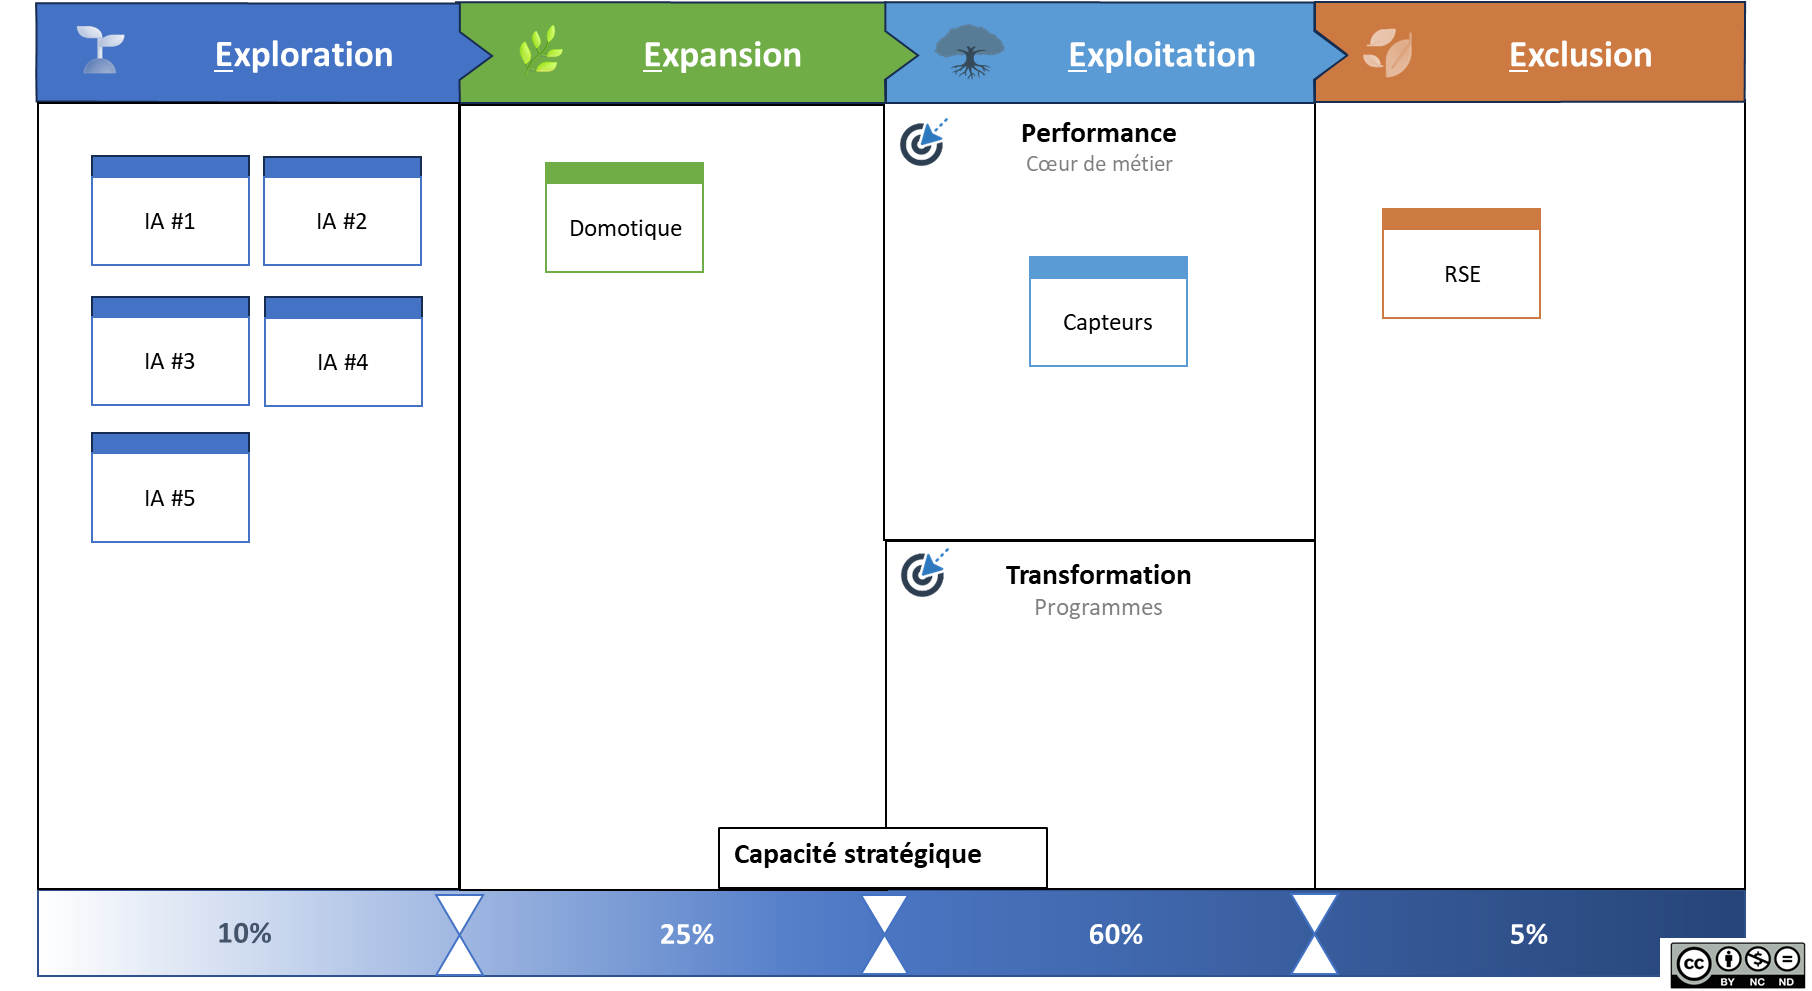 Exploration
Expansion
Exploitation
Exclusion
IA #1
IA #2
IA #3
IA #4
IA #5
Domotique
Performance
Cœur de métier
Capteurs
Transformation
Programmes
RSE
Capacité stratégique
10%
25%
60%
5%
cc
BY NC ND